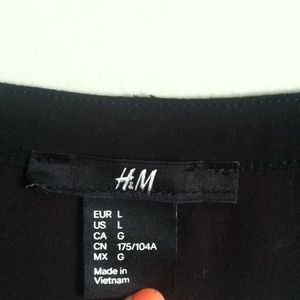 H&M
EUR L
US L
CA G
CN 175/104A
MX G
Made in
Vietnam